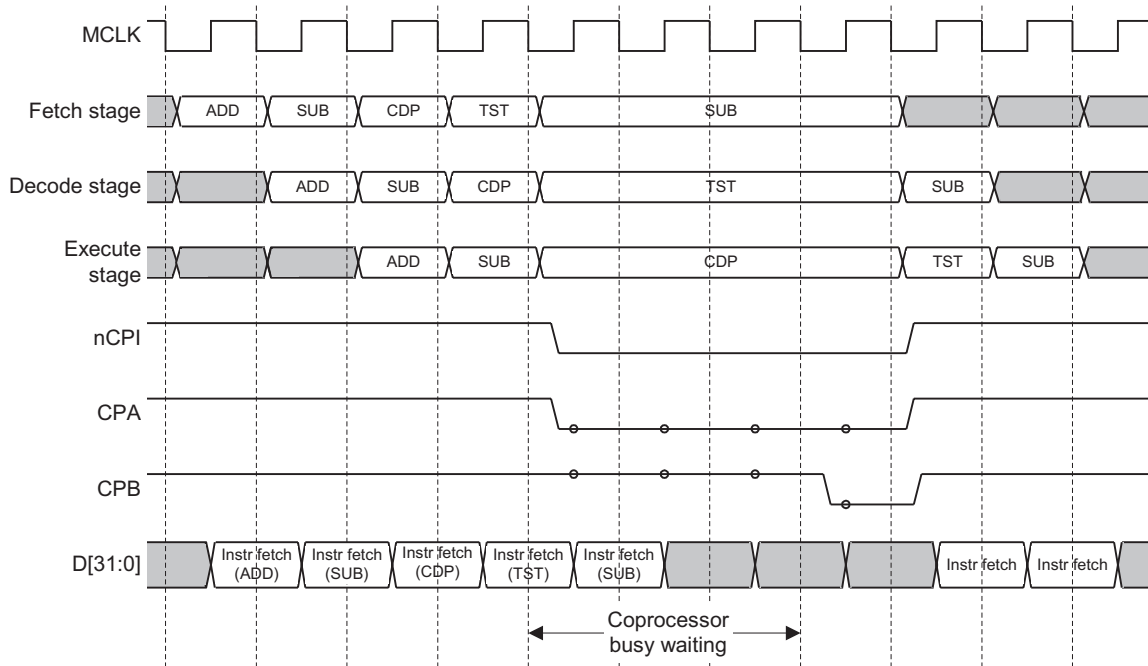 MCLK
Fetch stage ADD SUB CDP TST SUB
Decode stage ADD SUB CDP TST SUB
Execute
stage ADD SUB CDP TST SUB
nCPI
CPA
CPB
D[31:0] Instr fetch (ADD) Instr fetch (SUB) Instr fetch (CDP) Instr fetch (TST) Instr fetch (SUB) Instr fetch Instr fetch
Coprocessor
busy waiting